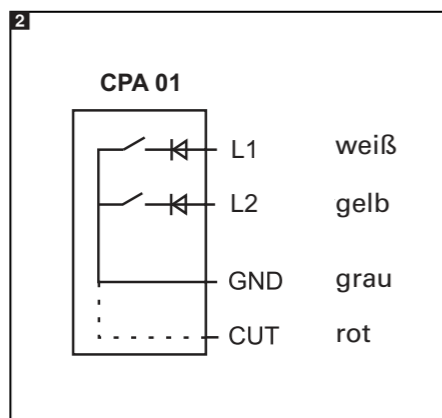 2
CPA 01
L1 weiß
L2 gelb
GND grau
CUT rot